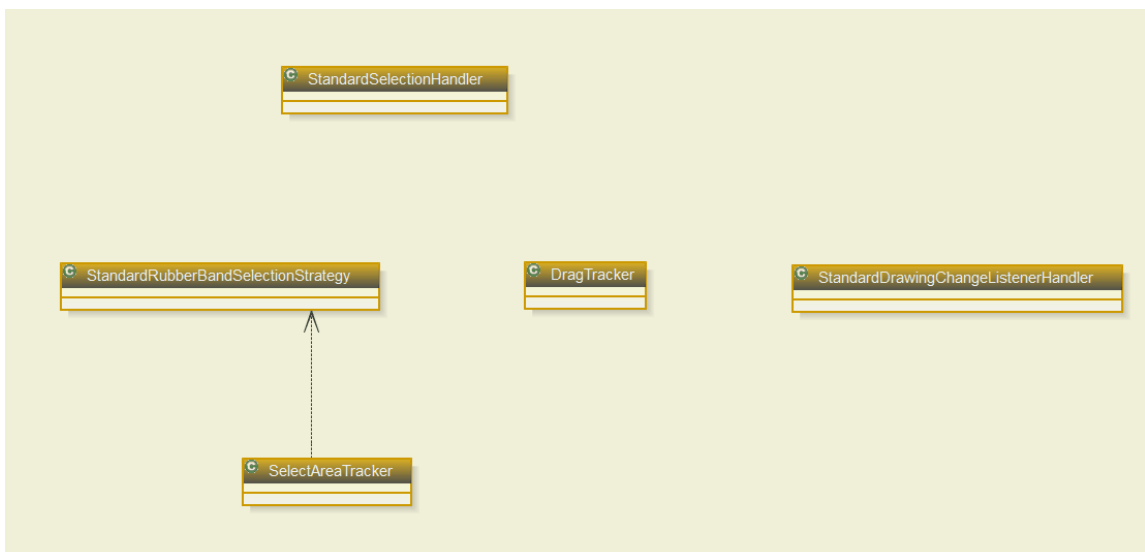 C StandardSelectionHandler
C StandardRubberBandSelectionStrategy
C DragTracker
C StandardDrawingChangeListenerHandler
C SelectAreaTracker